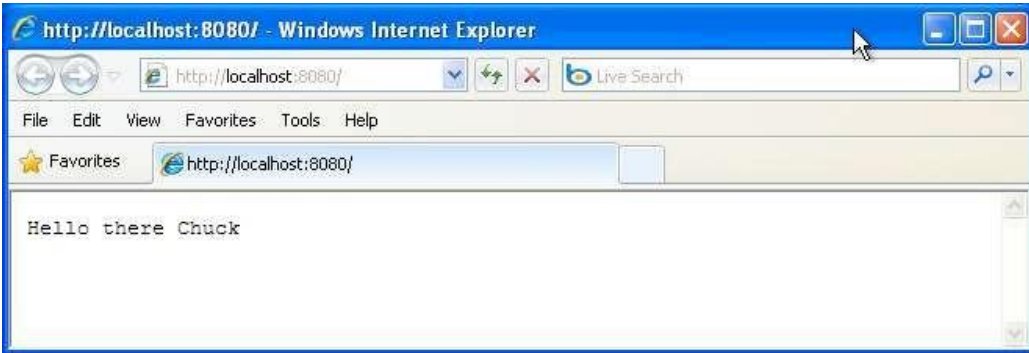 http://localhost:8080/ - Windows Internet Explorer
http://localhost:8080/ Live Search
File Edit View Favorites Tools Help
Favorites http://localhost:8080/
Hello there Chuck